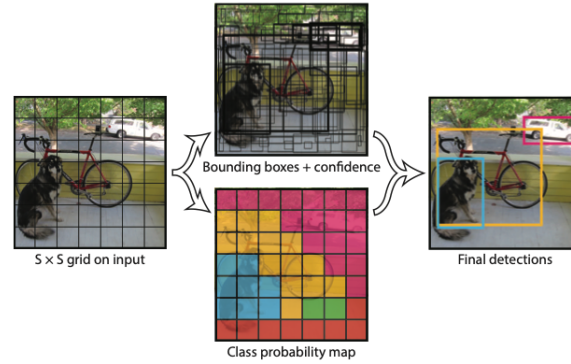 Bounding boxes + confidence
S × S grid on input
Final detections
Class probability map